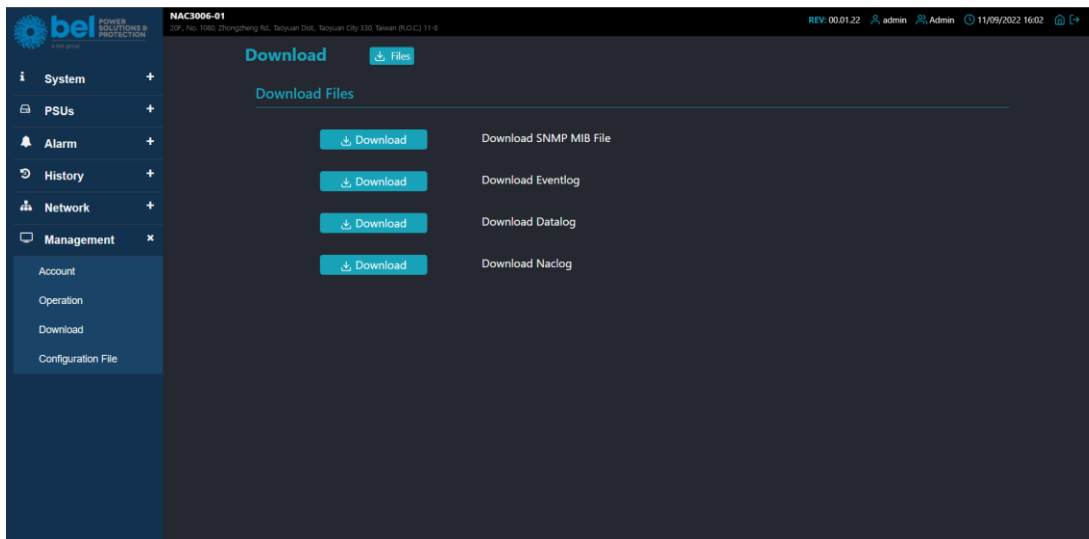 bel POWER SOLUTIONS & PROTECTION
a bel group
NAC3006-01
20F., No. 1080, Zhongzheng Rd., Taoyuan Dist., Taoyuan City 330, Taiwan (R.O.C.) 11-6
REV: 00.01.22 admin Admin 11/09/2022 16:02
System +
PSUs +
Alarm +
History +
Network +
Management ×
Account
Operation
Download
Configuration File
Download Files
Download Files
Download Download SNMP MIB File
Download Download Eventlog
Download Download Datalog
Download Download Naclog